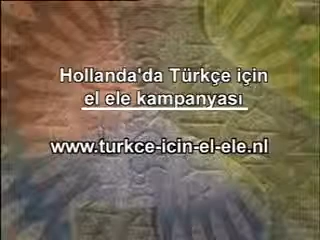 Hollanda'da Türkçe için
el ele kampanyası
www.turkce-icin-el-ele.nl